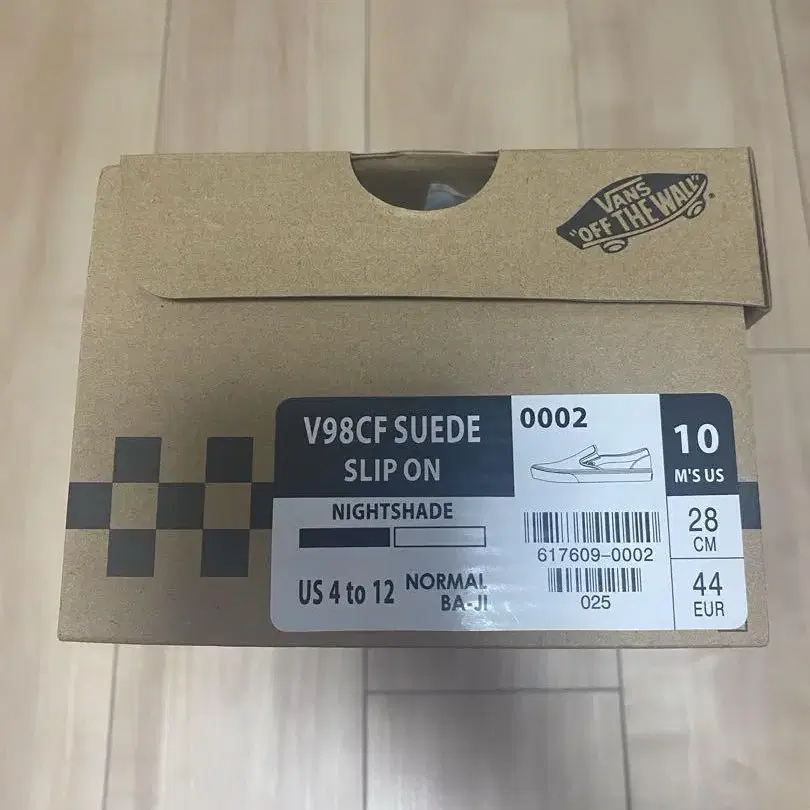 VANS
"OFF THE WALL"
V98CF SUEDE
SLIP ON
0002
10
M'S US
NIGHTSHADE
28
CM
617609-0002
US 4 to 12
NORMAL
BA-JI
025
44
EUR